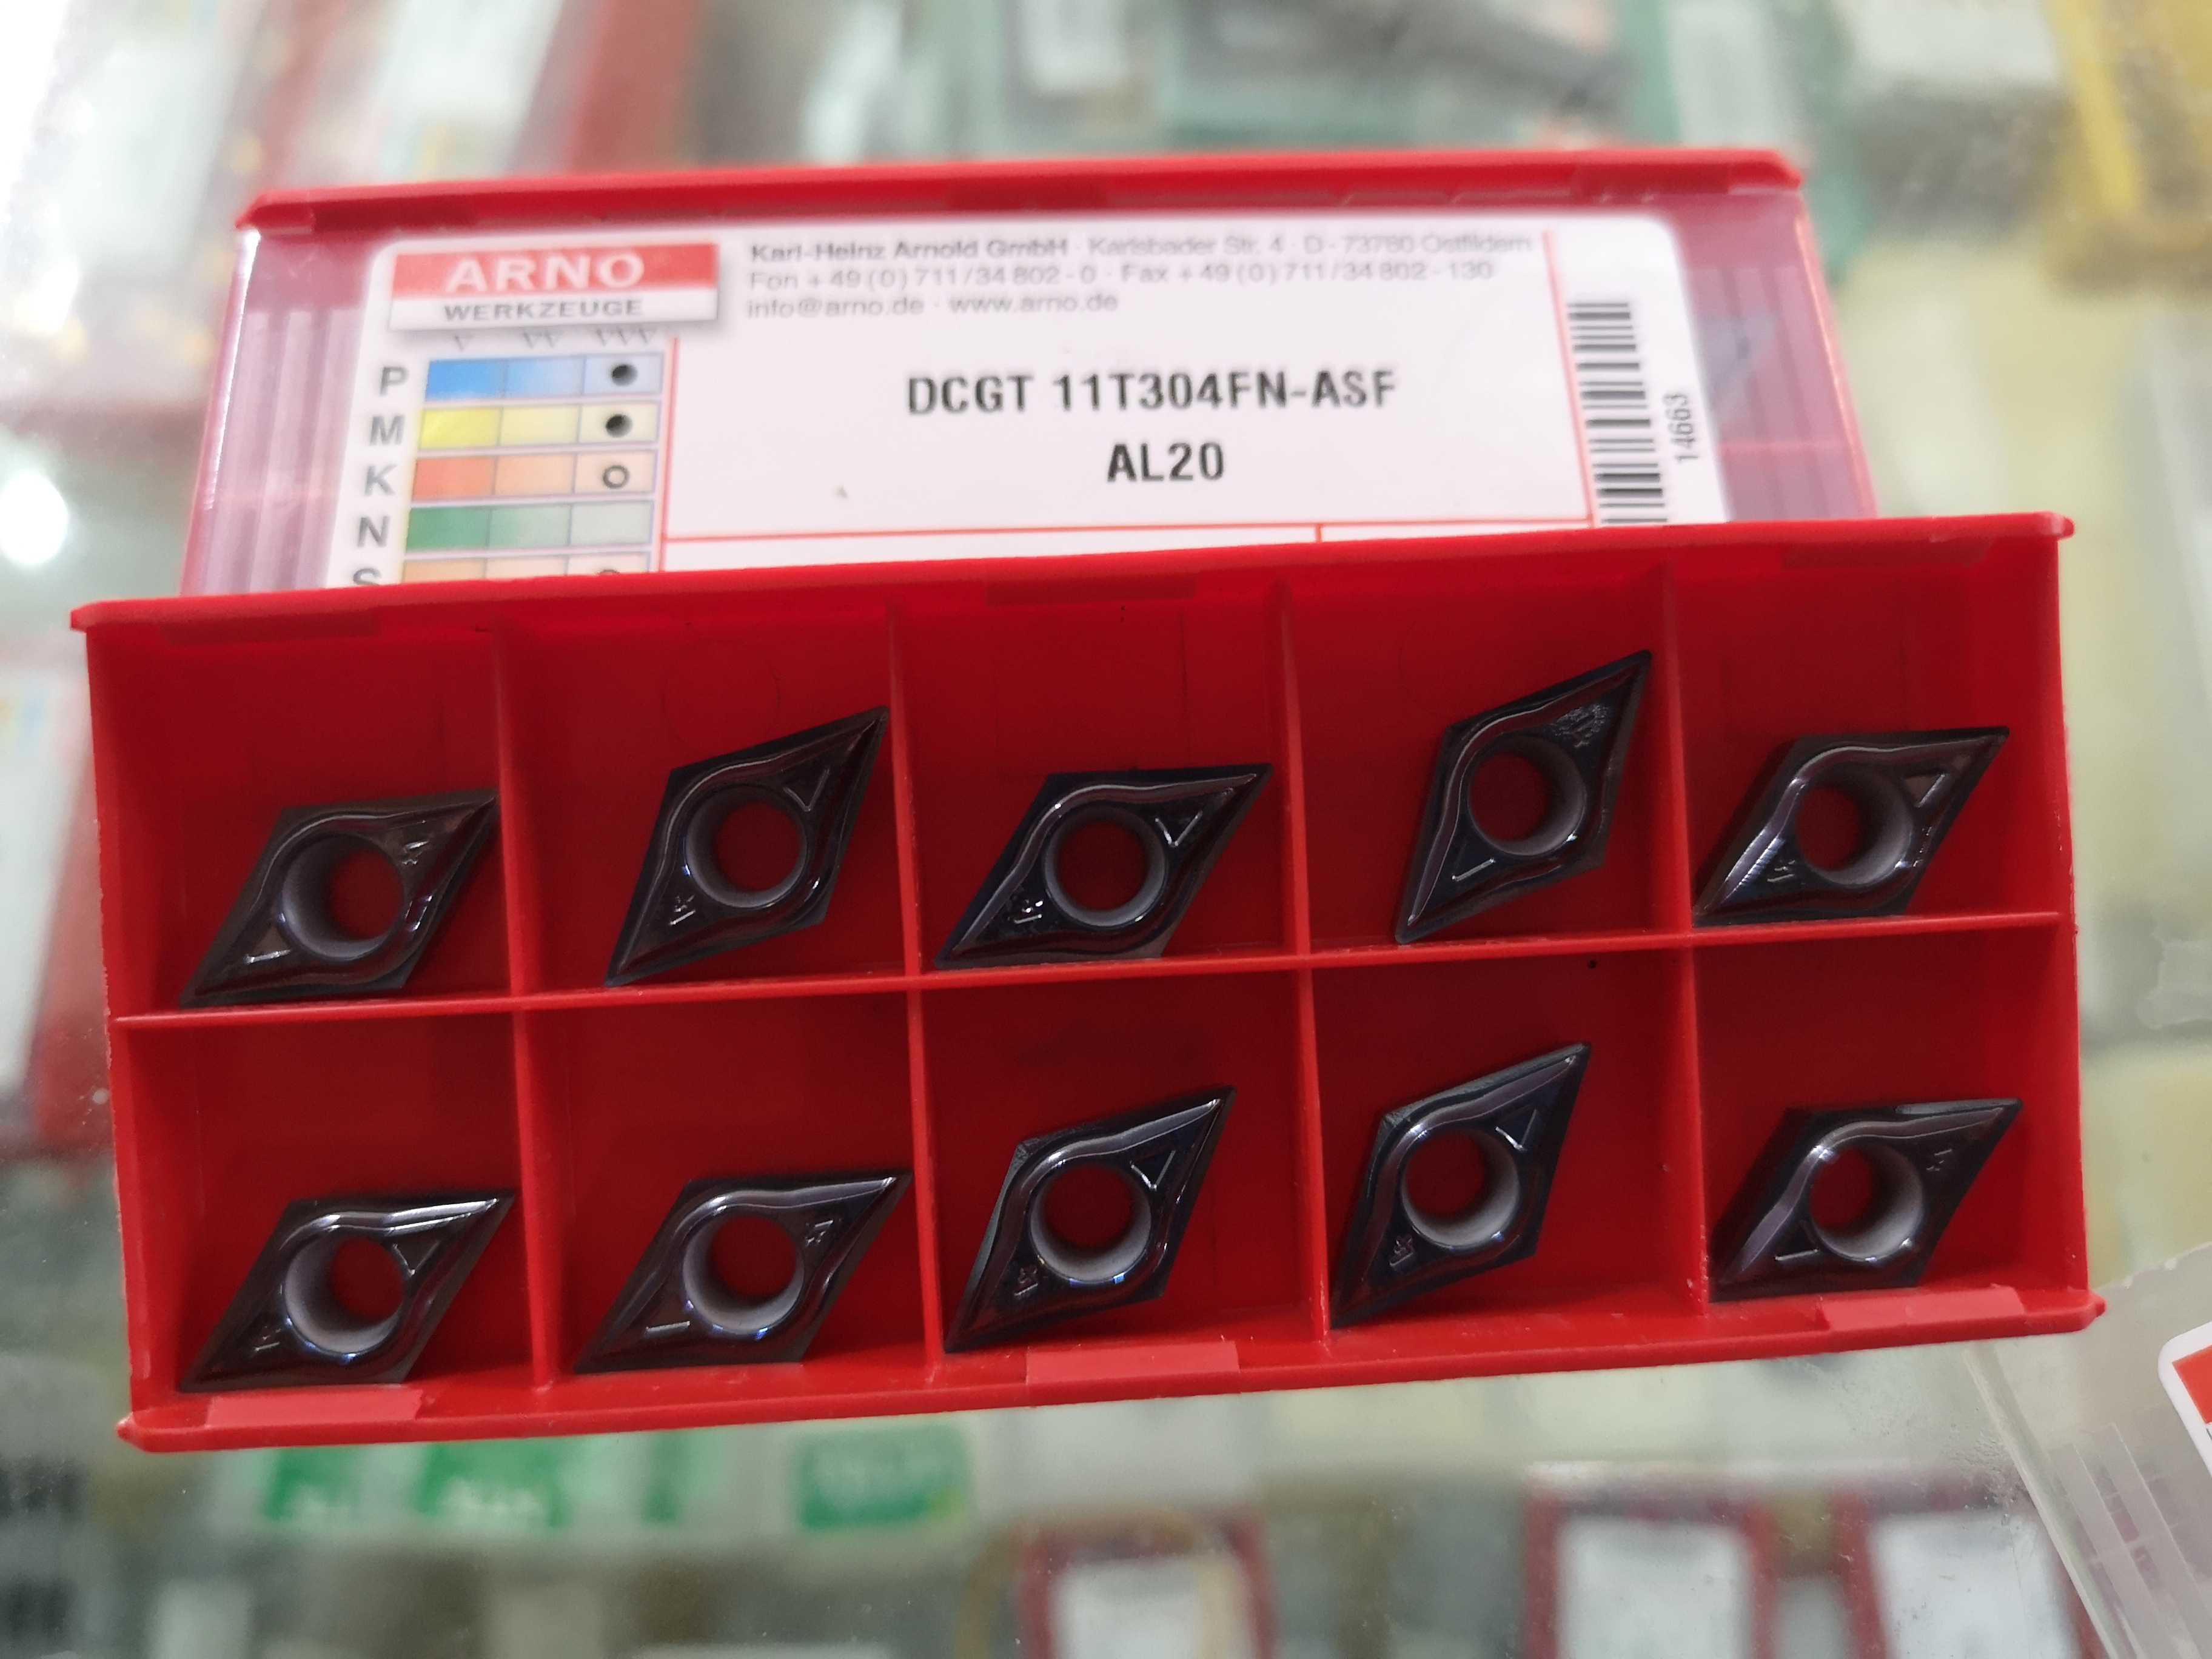 ARNO
WERKZEUGE
Karl-Heinz Arnold GmbH · Karlsbader Str. 4 · D - 73760 Ostfildern
Fon + 49 (0) 711 / 34 802 - 0 · Fax + 49 (0) 711 / 34 802 - 130
info@arno.de · www.arno.de
P
M
K
N
S
DCGT 11T304FN-ASF
AL20
14663